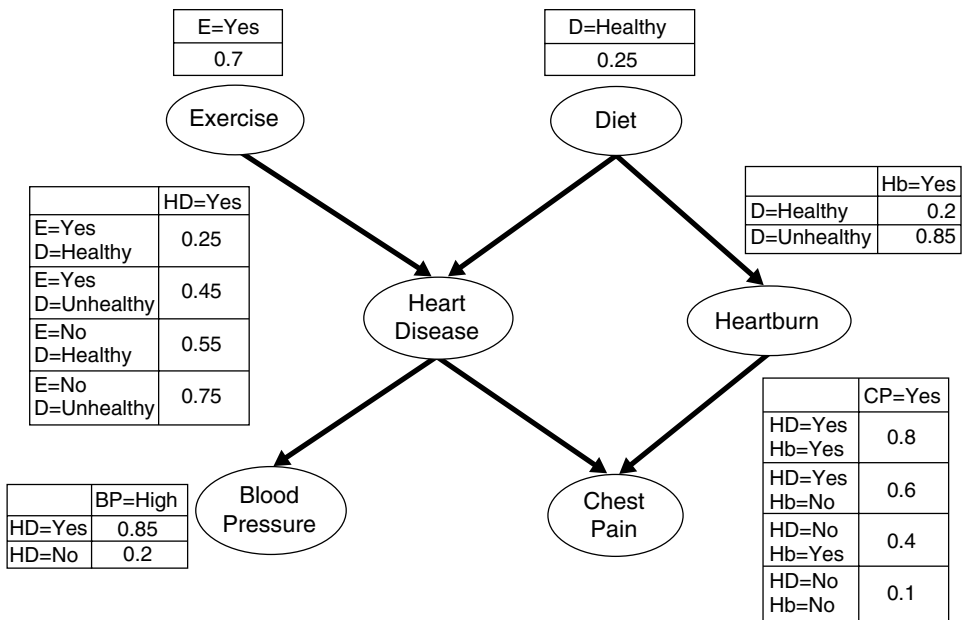 E=Yes
0.7
D=Healthy
0.25
Exercise
Diet
Hb=Yes
D=Healthy 0.2
D=Unhealthy 0.85
HD=Yes
E=Yes
D=Healthy
0.25
E=Yes
D=Unhealthy
0.45
E=No
D=Healthy
0.55
E=No
D=Unhealthy
0.75
Heart
Disease
Heartburn
CP=Yes
HD=Yes
Hb=Yes
0.8
HD=Yes
Hb=No
0.6
HD=No
Hb=Yes
0.4
HD=No
Hb=No
0.1
BP=High
HD=Yes 0.85
HD=No 0.2
Blood
Pressure
Chest
Pain